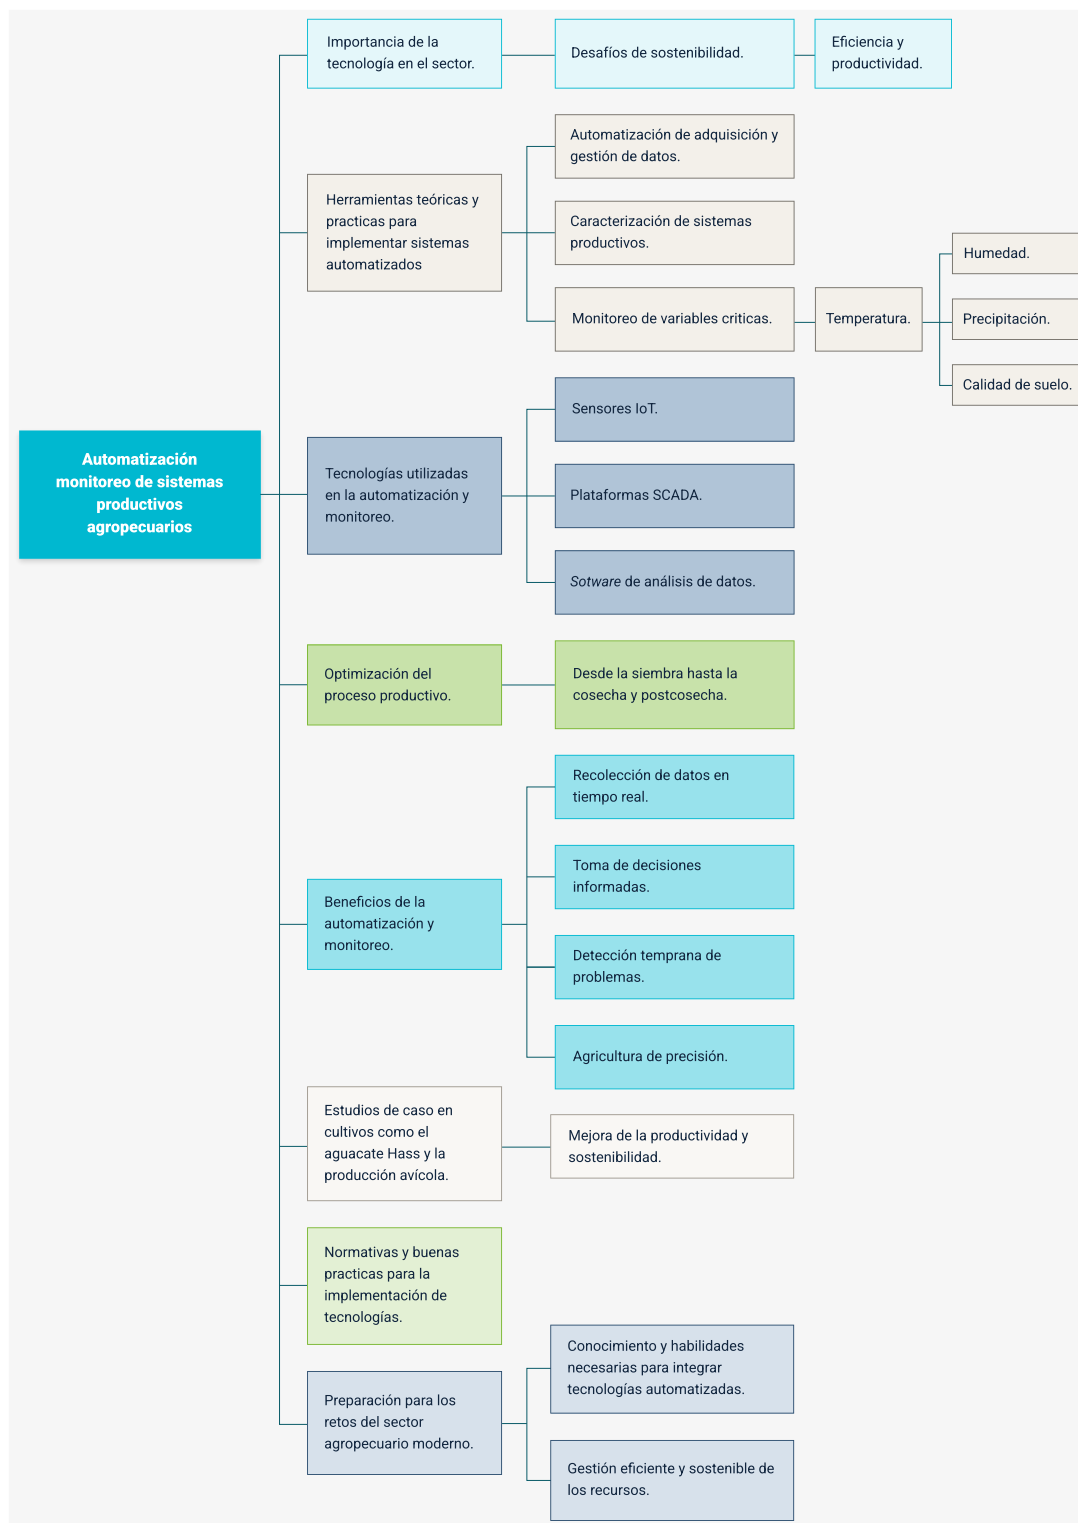 Importancia de la
tecnología en el sector.
Desafíos de sostenibilidad.
Eficiencia y
productividad.
Automatización de adquisición y
gestión de datos.
Herramientas teóricas y
practicas para
implementar sistemas
automatizados
Caracterización de sistemas
productivos.
Monitoreo de variables criticas.
Temperatura.
Humedad.
Precipitación.
Calidad de suelo.
Automatización
monitoreo de sistemas
productivos
agropecuarios
Tecnologías utilizadas
en la automatización y
monitoreo.
Sensores IoT.
Plataformas SCADA.
Sotware de análisis de datos.
Optimización del
proceso productivo.
Desde la siembra hasta la
cosecha y postcosecha.
Beneficios de la
automatización y
monitoreo.
Recolección de datos en
tiempo real.
Toma de decisiones
informadas.
Detección temprana de
problemas.
Agricultura de precisión.
Estudios de caso en
cultivos como el
aguacate Hass y la
producción avícola.
Mejora de la productividad y
sostenibilidad.
Normativas y buenas
practicas para la
implementación de
tecnologías.
Preparación para los
retos del sector
agropecuario moderno.
Conocimiento y habilidades
necesarias para integrar
tecnologías automatizadas.
Gestión eficiente y sostenible de
los recursos.